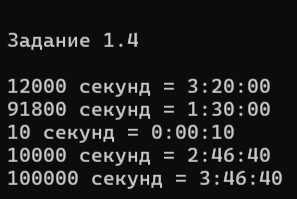 Задание 1.4
12000 секунд = 3:20:00
91800 секунд = 1:30:00
10 секунд = 0:00:10
10000 секунд = 2:46:40
100000 секунд = 3:46:40